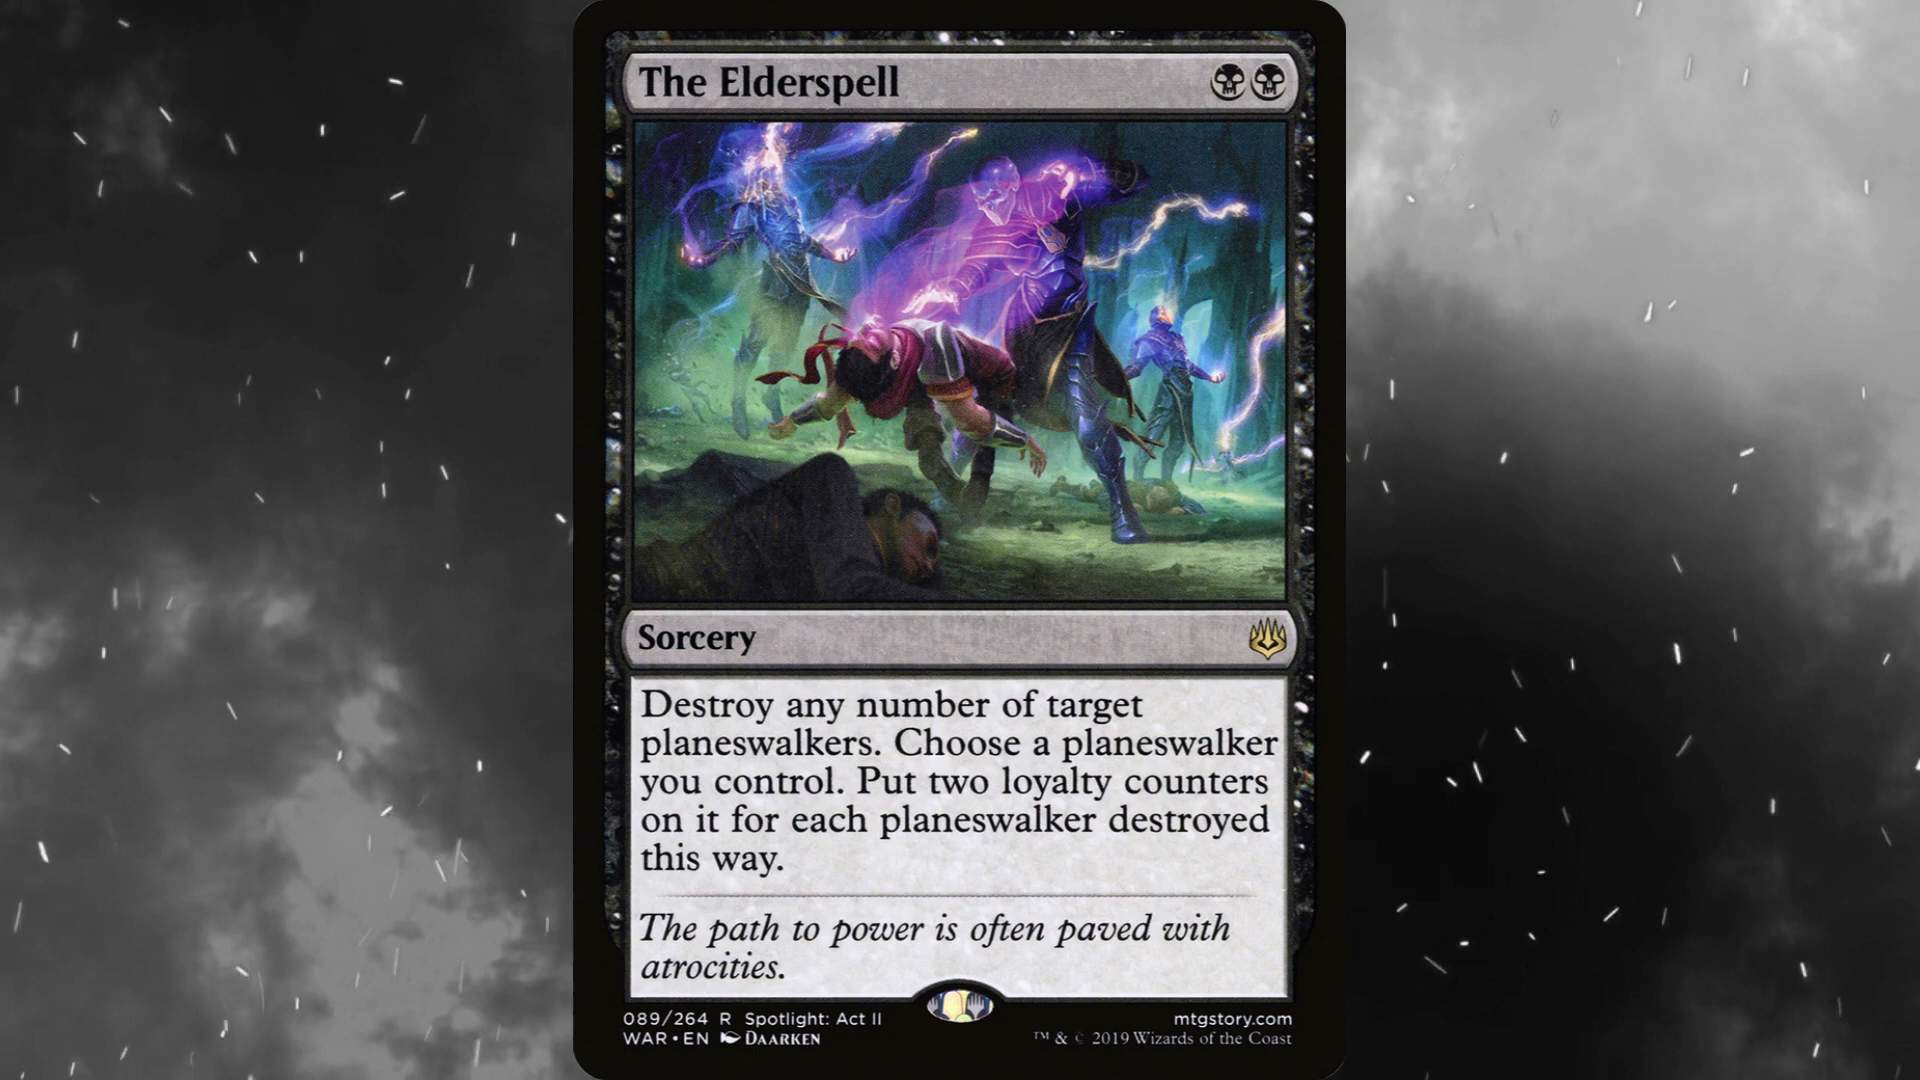 The Elderspell
Sorcery
Destroy any number of target
planeswalkers. Choose a planeswalker
you control. Put two loyalty counters
on it for each planeswalker destroyed
this way.
The path to power is often paved with
atrocities.
089/264 R Spotlight: Act II
mtgstory.com
WAR • EN DAARKEN
™ & © 2019 Wizards of the Coast